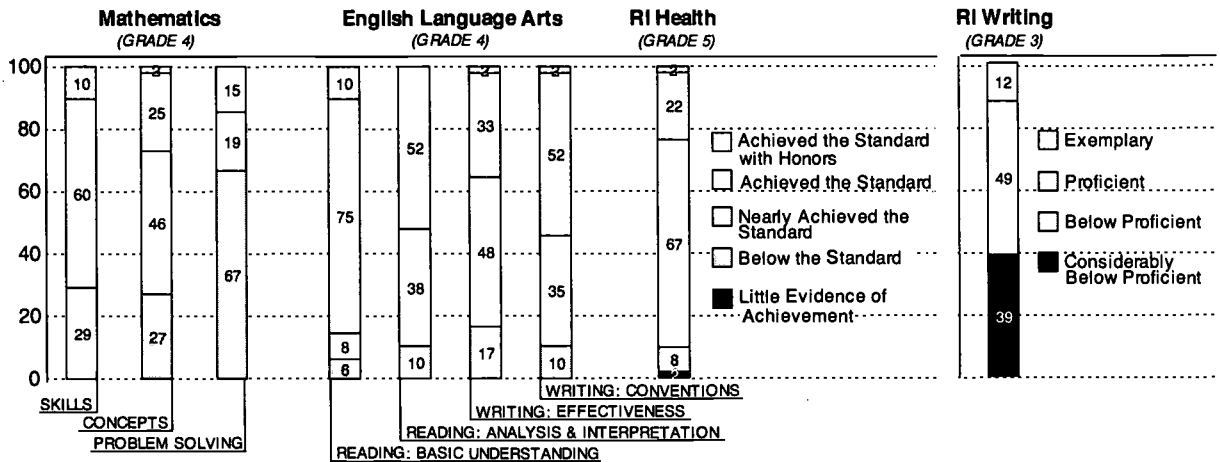 Mathematics
(GRADE 4)
English Language Arts
(GRADE 4)
RI Health
(GRADE 5)
RI Writing
(GRADE 3)
100
80
60
40
20
0
10
60
29
2
25
46
27
15
19
67
10
75
8
6
52
38
10
2
33
48
17
2
52
35
10
2
22
67
8
2
Achieved the Standard
with Honors
Achieved the Standard
Nearly Achieved the
Standard
Below the Standard
Little Evidence of
Achievement
12
49
39
Exemplary
Proficient
Below Proficient
Considerably
Below Proficient
SKILLS
CONCEPTS
PROBLEM SOLVING
WRITING: CONVENTIONS
WRITING: EFFECTIVENESS
READING: ANALYSIS & INTERPRETATION
READING: BASIC UNDERSTANDING